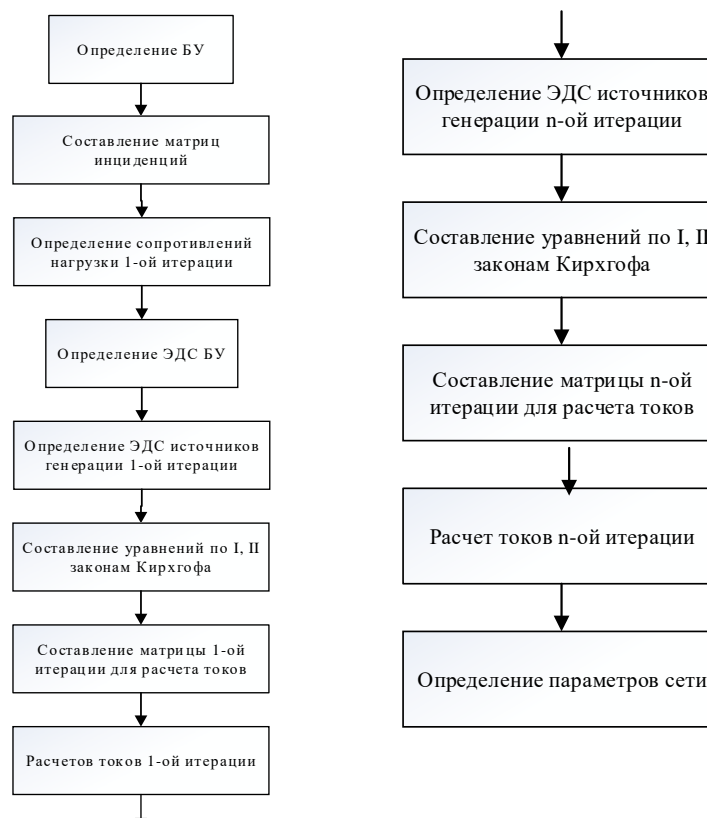 Определение БУ
Составление матриц
инциденций
Определение сопротивлений
нагрузки 1-ой итерации
Определение ЭДС БУ
Определение ЭДС источников
генерации 1-ой итерации
Составление уравнений по I, II
законам Кирхгофа
Составление матрицы 1-ой
итерации для расчета токов
Расчетов токов 1-ой итерации
Определение ЭДС источников
генерации n-ой итерации
Составление уравнений по I, II
законам Кирхгофа
Составление матрицы n-ой
итерации для расчета токов
Расчет токов n-ой итерации
Определение параметров сети